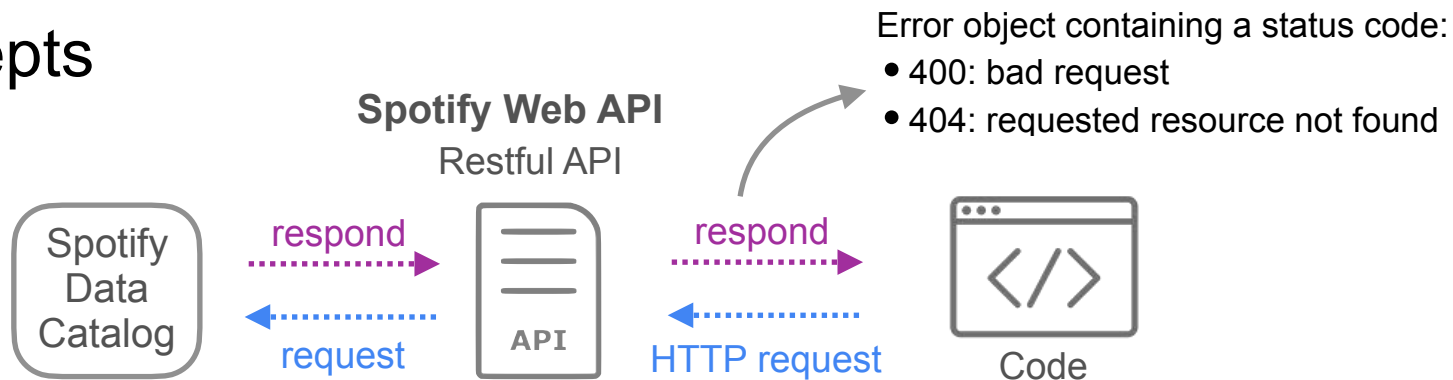 epts
Error object containing a status code:
• 400: bad request
• 404: requested resource not found
Spotify Web API
Restful API
Spotify
Data
Catalog
respond
request
API
respond
HTTP request
</>
Code